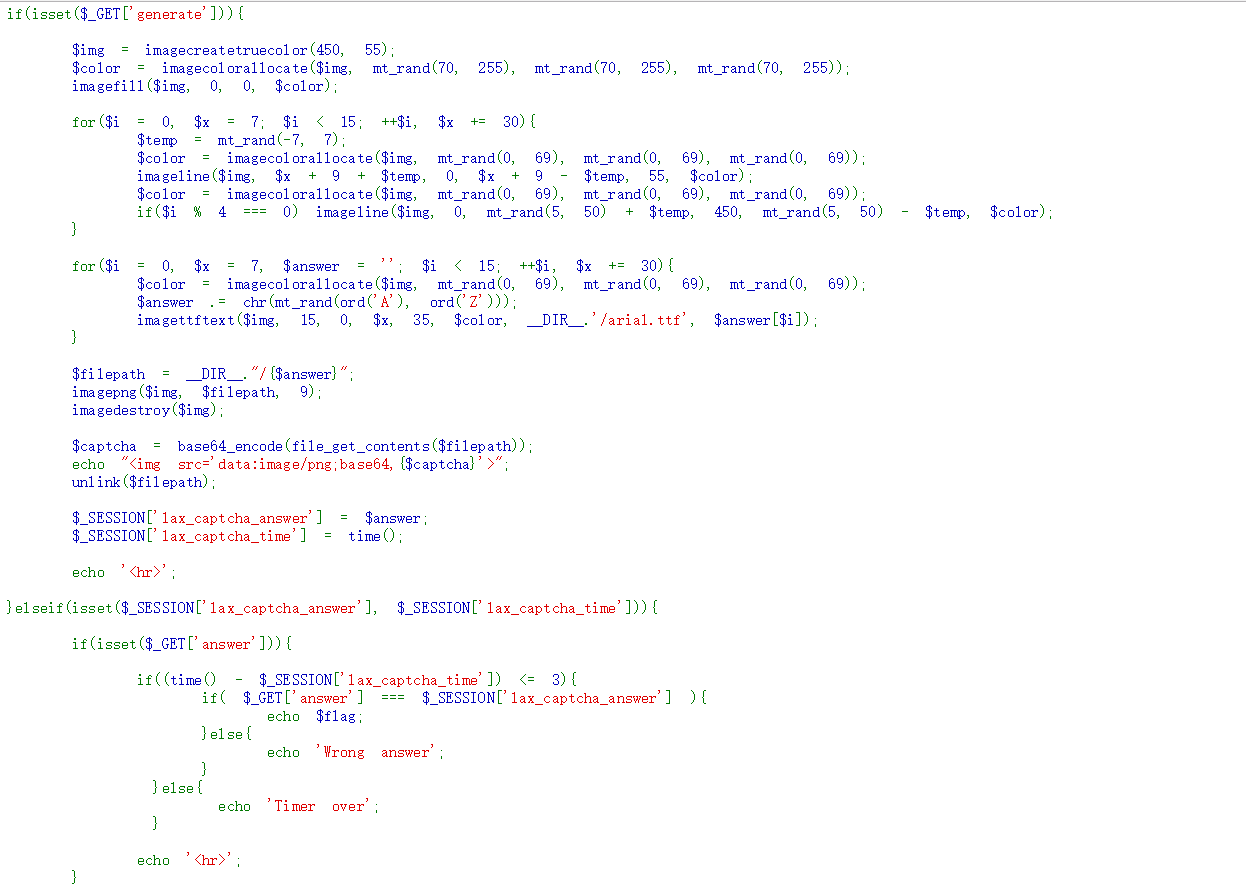 if(isset($_GET['generate'])){
$img = imagecreatetruecolor(450, 55);
$color = imagecolorallocate($img, mt_rand(70, 255), mt_rand(70, 255), mt_rand(70, 255));
imagefill($img, 0, 0, $color);
for($i = 0, $x = 7; $i < 15; ++$i, $x += 30){
$temp = mt_rand(-7, 7);
$color = imagecolorallocate($img, mt_rand(0, 69), mt_rand(0, 69), mt_rand(0, 69));
imageline($img, $x + 9 + $temp, 0, $x + 9 - $temp, 55, $color);
$color = imagecolorallocate($img, mt_rand(0, 69), mt_rand(0, 69), mt_rand(0, 69));
if($i % 4 === 0) imageline($img, 0, mt_rand(5, 50) + $temp, 450, mt_rand(5, 50) - $temp, $color);
}
for($i = 0, $x = 7, $answer = ''; $i < 15; ++$i, $x += 30){
$color = imagecolorallocate($img, mt_rand(0, 69), mt_rand(0, 69), mt_rand(0, 69));
$answer .= chr(mt_rand(ord('A'), ord('Z')));
imagettftext($img, 15, 0, $x, 35, $color, __DIR__.'/arial.ttf', $answer[$i]);
}
$filepath = __DIR__."/{$answer}";
imagepng($img, $filepath, 9);
imagedestroy($img);
$captcha = base64_encode(file_get_contents($filepath));
echo "<img src='data:image/png;base64,{$captcha}'>";
unlink($filepath);
$_SESSION['lax_captcha_answer'] = $answer;
$_SESSION['lax_captcha_time'] = time();
echo '<hr>';
}elseif(isset($_SESSION['lax_captcha_answer'], $_SESSION['lax_captcha_time'])){
if(isset($_GET['answer'])){
if((time() - $_SESSION['lax_captcha_time']) <= 3){
if( $_GET['answer'] === $_SESSION['lax_captcha_answer'] ){
echo $flag;
}else{
echo 'Wrong answer';
}
}else{
echo 'Timer over';
}
echo '<hr>';
}